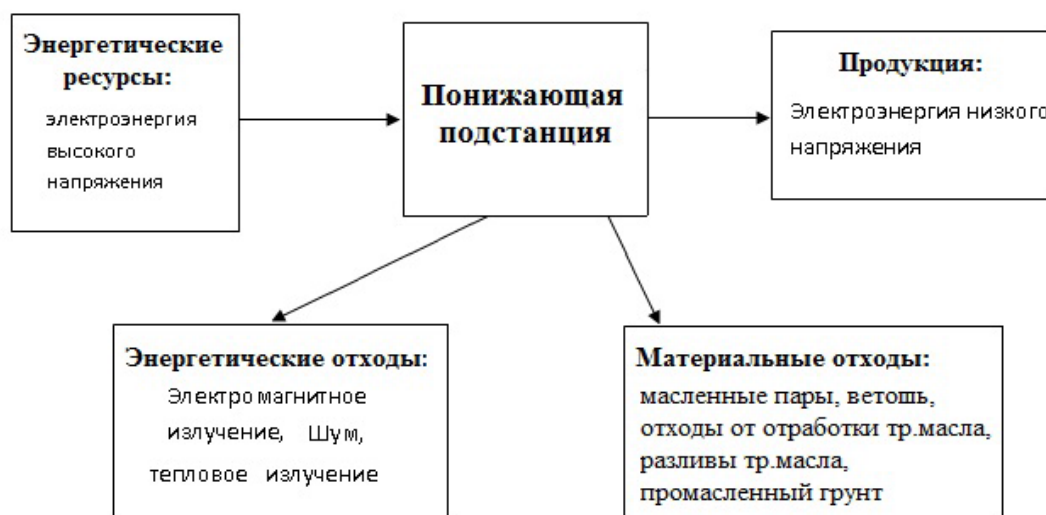 Энергетические
ресурсы:
электроэнергия
высокого
напряжения
Понижающая
подстанция
Продукция:
Электроэнергия низкого
напряжения
Энергетические отходы:
Электромагнитное
излучение, Шум,
тепловое излучение
Материальные отходы:
масленные пары, ветошь,
отходы от отработки тр.масла,
разливы тр.масла,
промасленный грунт